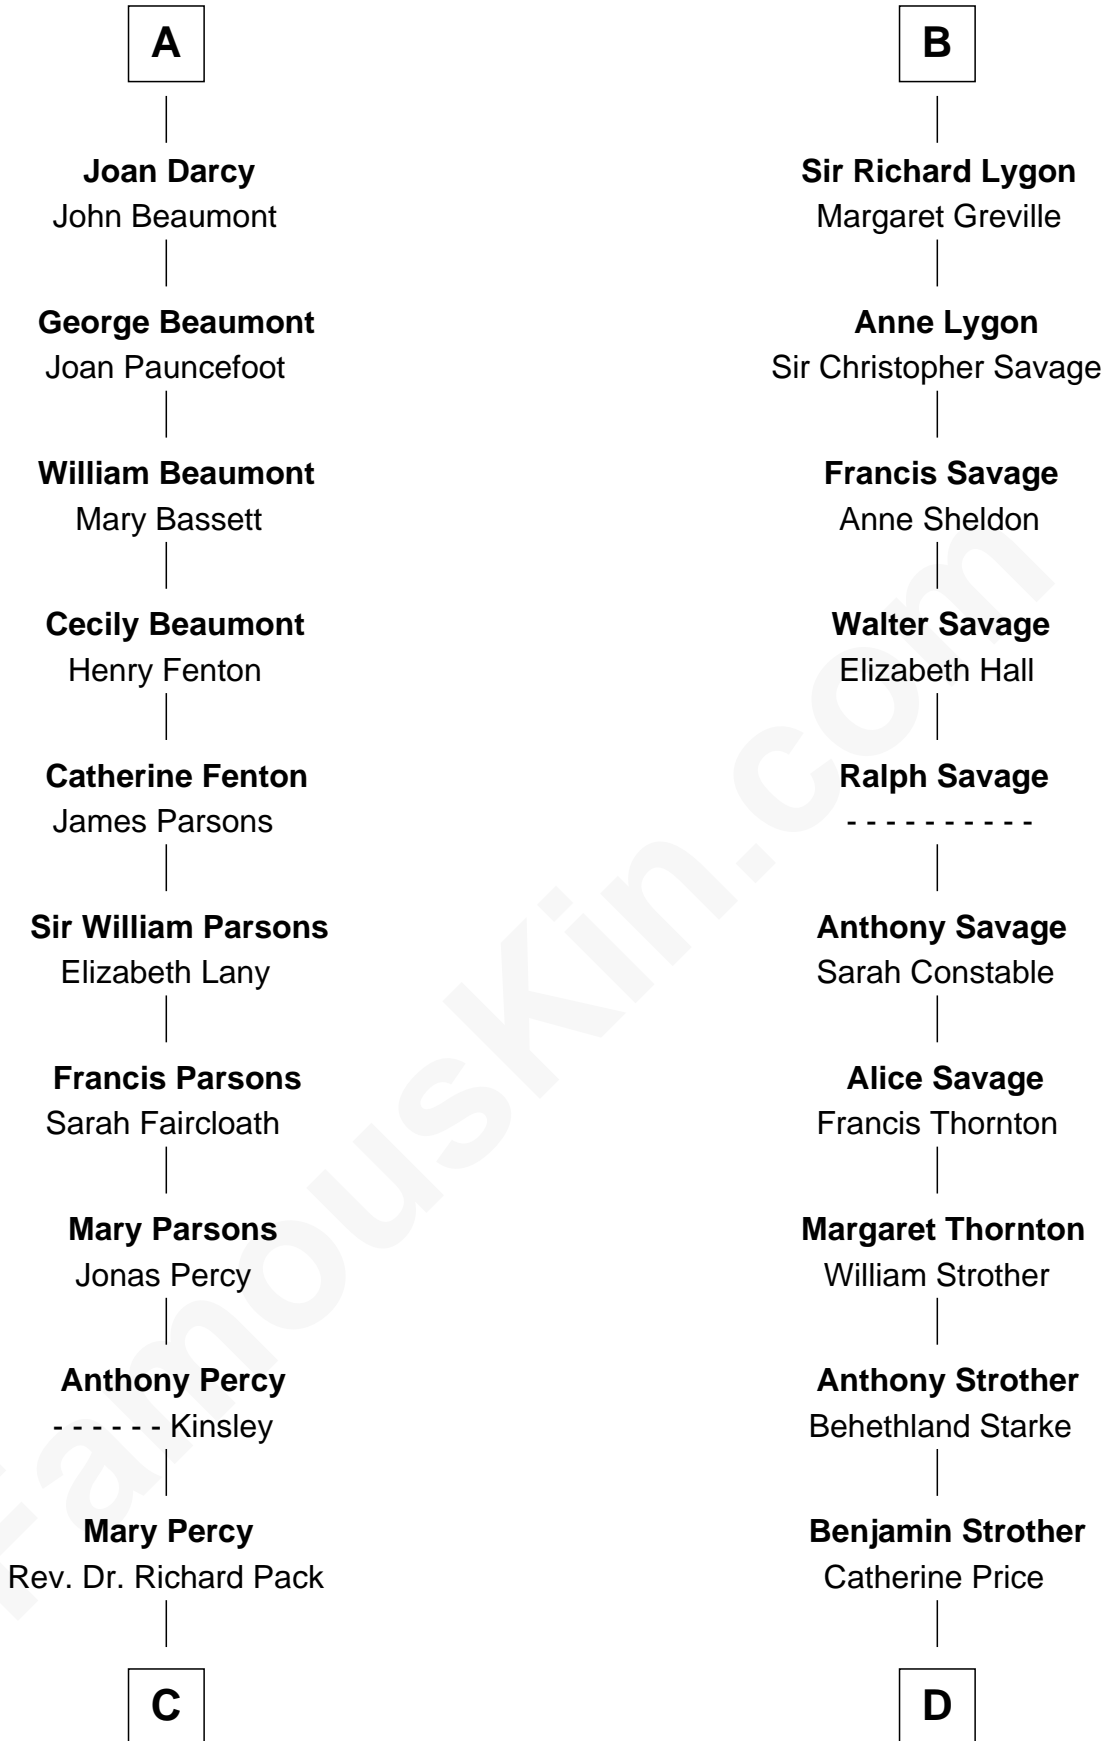 A
Joan Darcy
John Beaumont
George Beaumont
Joan Pauncefoot
William Beaumont
Mary Bassett
Cecily Beaumont
Henry Fenton
Catherine Fenton
James Parsons
Sir William Parsons
Elizabeth Lany
Francis Parsons
Sarah Faircloath
Mary Parsons
Jonas Percy
Anthony Percy
- - - - - - Kinsley
Mary Percy
Rev. Dr. Richard Pack
C
B
Sir Richard Lygon
Margaret Greville
Anne Lygon
Sir Christopher Savage
Francis Savage
Anne Sheldon
Walter Savage
Elizabeth Hall
Ralph Savage
- - - - - - - - - -
Anthony Savage
Sarah Constable
Alice Savage
Francis Thornton
Margaret Thornton
William Strother
Anthony Strother
Behethland Starke
Benjamin Strother
Catherine Price
D
FamousKin.com